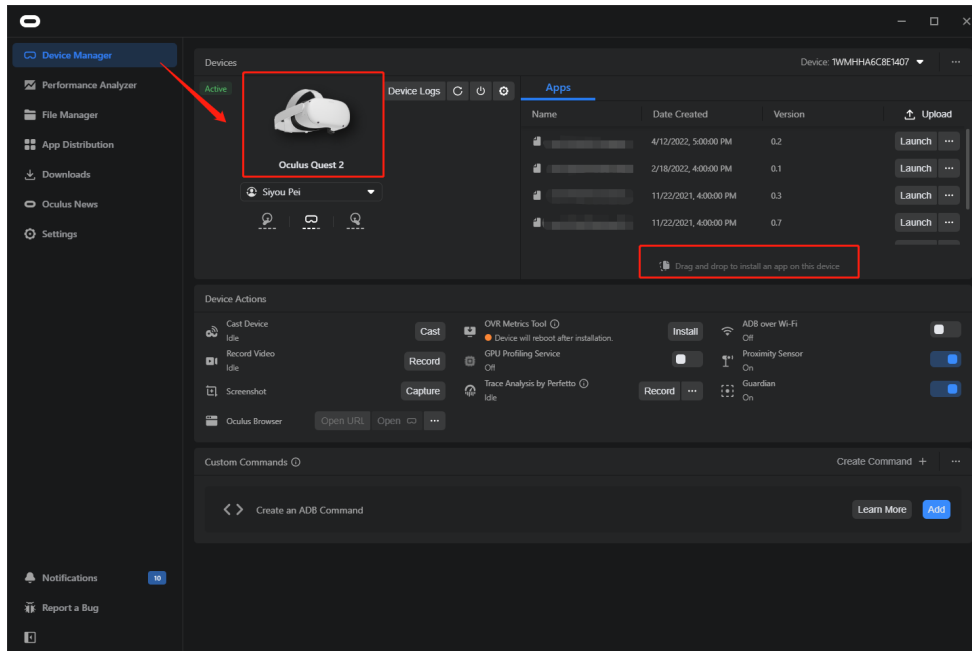 Device Manager
Performance Analyzer
File Manager
App Distribution
Downloads
Oculus News
Settings
Notifications 10
Report a Bug
Devices
Device: 1WMHHA6C8E1407
Active
Device Logs
Oculus Quest 2
Siyou Pei
Apps
Name Date Created Version Upload
4/12/2022, 5:00:00 PM 0.2 Launch ...
2/18/2022, 4:00:00 PM 0.1 Launch ...
11/22/2021, 4:00:00 PM 0.3 Launch ...
11/22/2021, 4:00:00 PM 0.7 Launch ...
Drag and drop to install an app on this device
Device Actions
Cast Device
Idle
Cast
Record Video
Idle
Record
Screenshot
Capture
Oculus Browser
Open URL Open ...
OVR Metrics Tool
Device will reboot after installation.
Install
GPU Profiling Service
Off
Trace Analysis by Perfetto
Idle
Record ...
ADB over Wi-Fi
Off
Proximity Sensor
On
Guardian
On
Custom Commands
Create Command + ...
Create an ADB Command
Learn More
Add